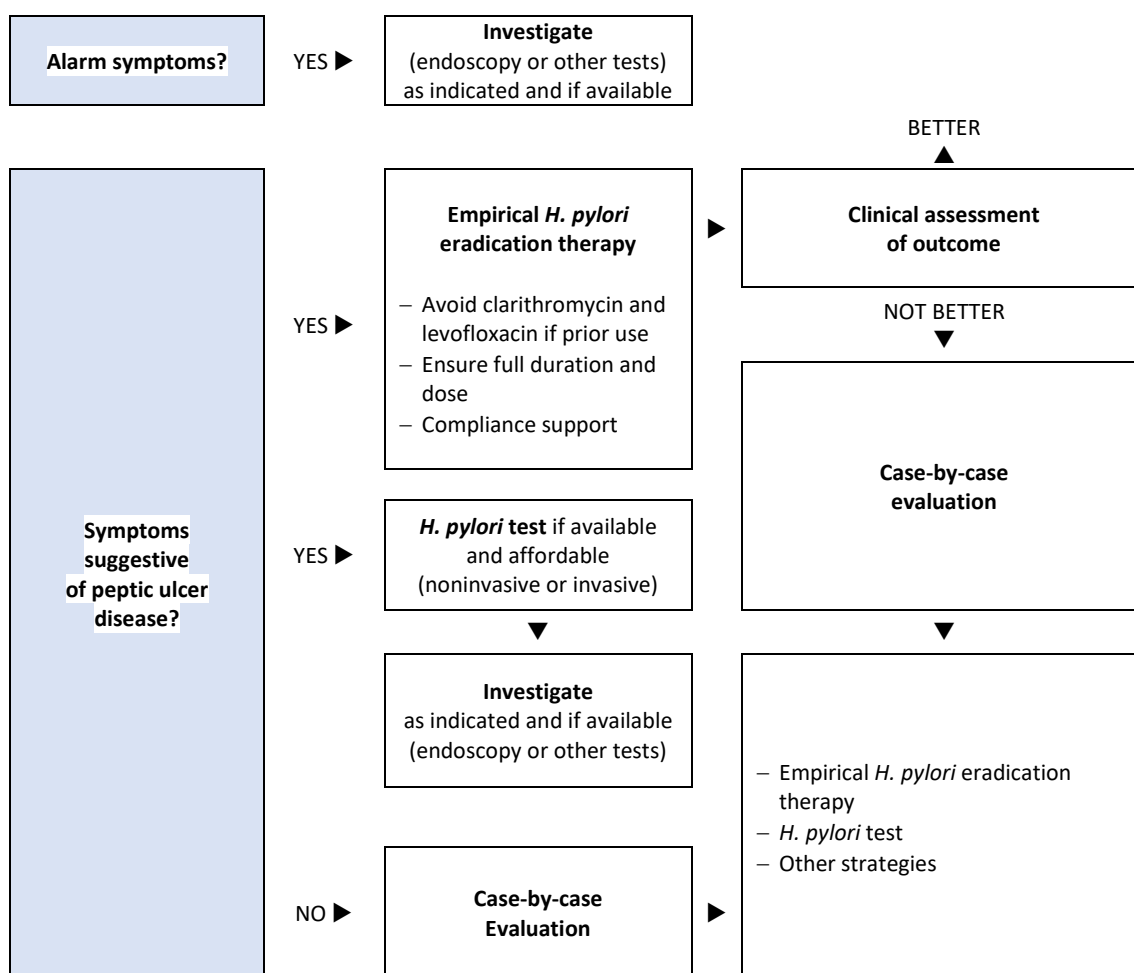 Alarm symptoms?
YES ▶
Investigate
(endoscopy or other tests)
as indicated and if available
Symptoms
suggestive
of peptic ulcer
disease?
YES ▶
Empirical H. pylori
eradication therapy
– Avoid clarithromycin and
levofloxacin if prior use
– Ensure full duration and
dose
– Compliance support
▶
BETTER
▲
Clinical assessment
of outcome
NOT BETTER
▼
Case-by-case
evaluation
▼
YES ▶
H. pylori test if available
and affordable
(noninvasive or invasive)
▼
Investigate
as indicated and if available
(endoscopy or other tests)
NO ▶
Case-by-case
Evaluation
▶
– Empirical H. pylori eradication
therapy
– H. pylori test
– Other strategies